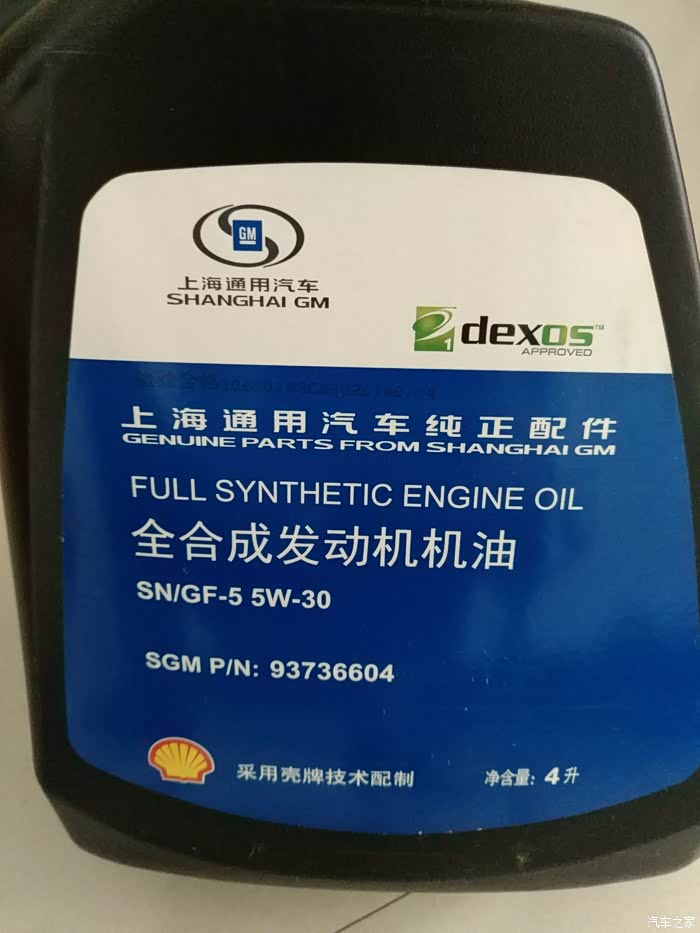 GM
上海通用汽车
SHANGHAI GM
1
dexos™
APPROVED
上海通用汽车纯正配件
GENUINE PARTS FROM SHANGHAI GM
FULL SYNTHETIC ENGINE OIL
全合成发动机机油
SN/GF-5 5W-30
SGM P/N: 93736604
采用壳牌技术配制
净含量: 4升
汽车之家